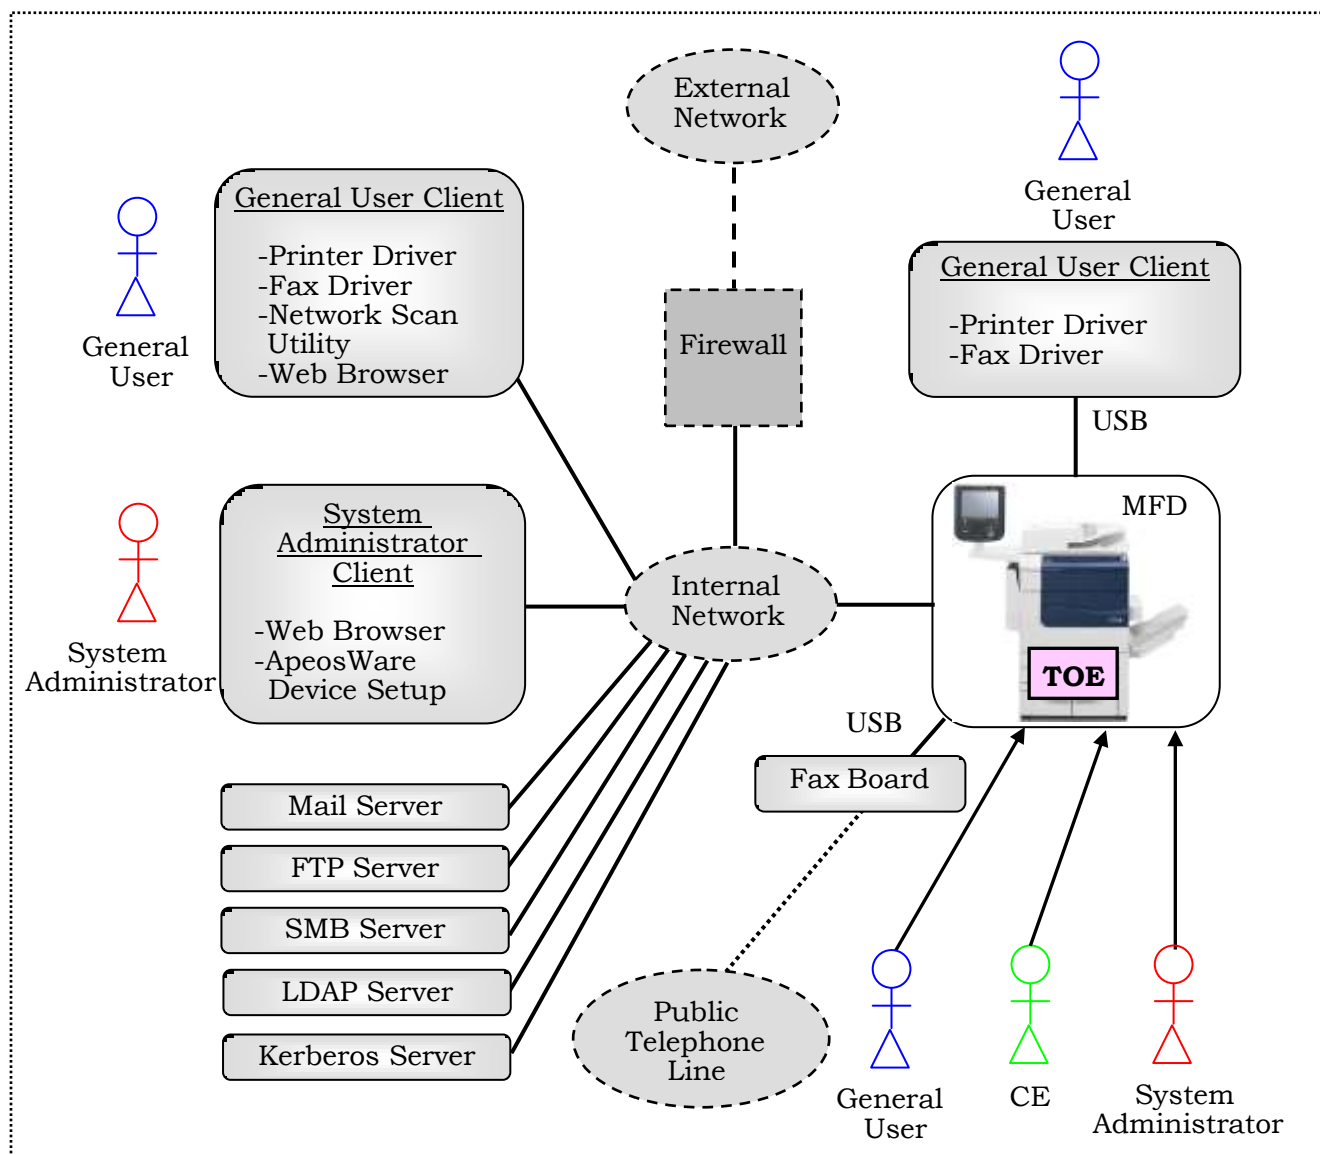 External
Network
General
User
General User Client
-Printer Driver
-Fax Driver
-Network Scan
Utility
-Web Browser
General
User
General User Client
-Printer Driver
-Fax Driver
Firewall
USB
System
Administrator
Client
-Web Browser
-ApeosWare
Device Setup
System
Administrator
Internal
Network
MFD
TOE
USB
Fax Board
Mail Server
FTP Server
SMB Server
LDAP Server
Kerberos Server
Public
Telephone
Line
General
User
CE
System
Administrator